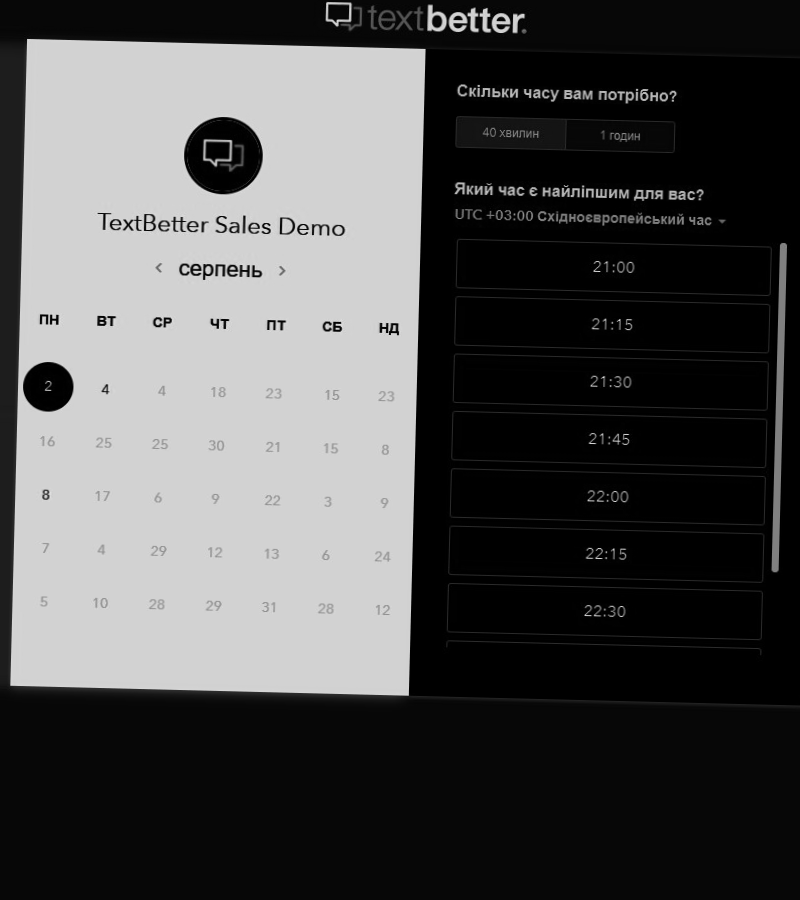 textbetter.
TextBetter Sales Demo
< серпень >
ПН ВТ СР ЧТ ПТ СБ НД
2 4 4 18 23 15 23
16 25 25 30 21 15 8
8 17 6 9 22 3 9
7 4 29 12 13 6 24
5 10 28 29 31 28 12
Скільки часу вам потрібно?
40 хвилин 1 годин
Який час є найліпшим для вас?
UTC +03:00 Східноєвропейський час
21:00
21:15
21:30
21:45
22:00
22:15
22:30